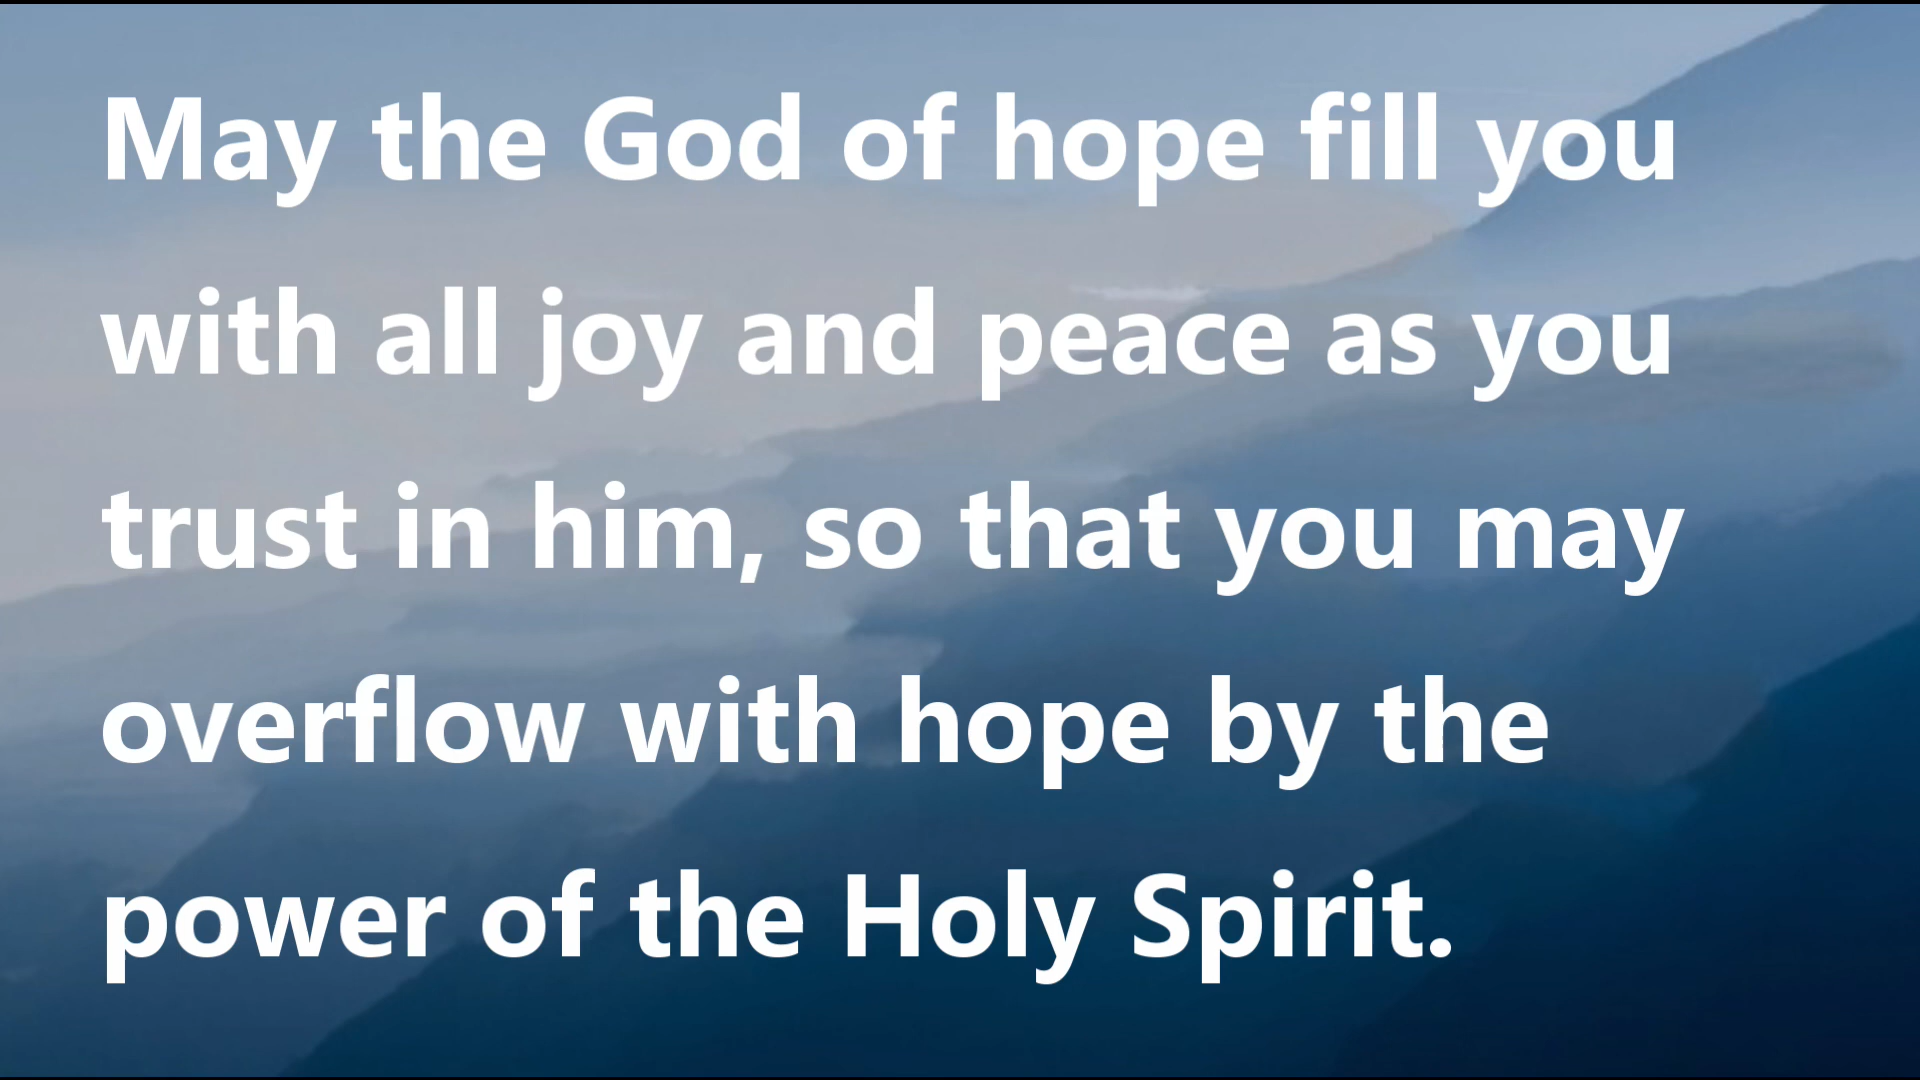 May the God of hope fill you
with all joy and peace as you
trust in him, so that you may
overflow with hope by the
power of the Holy Spirit.